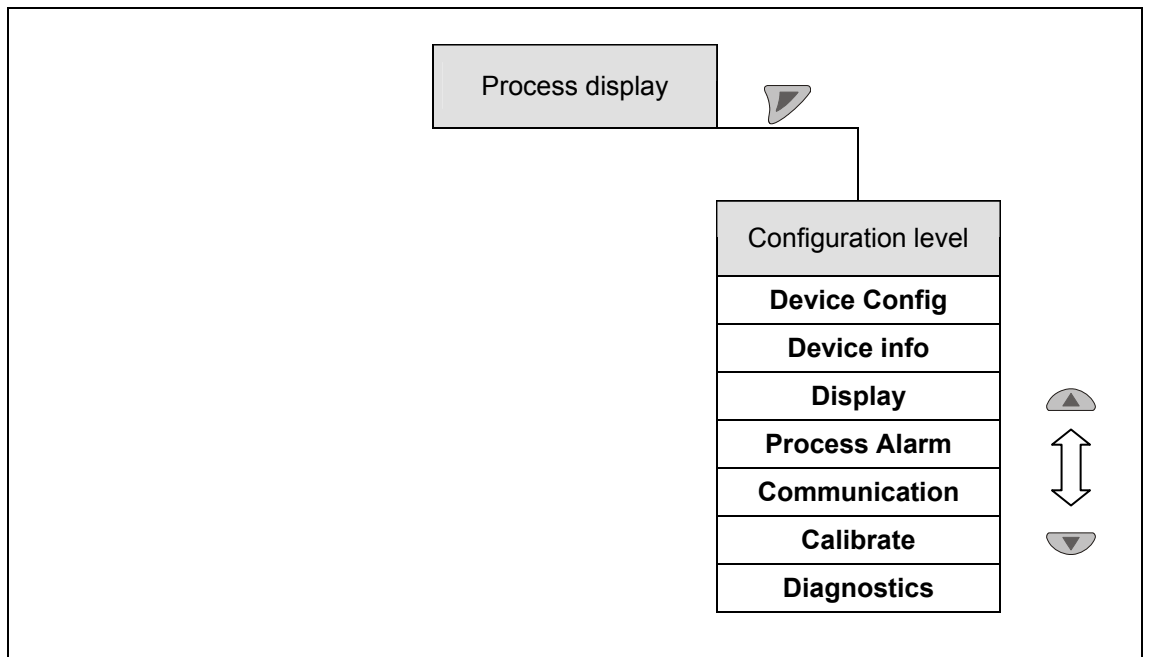 Process display
Configuration level
Device Config
Device info
Display
Process Alarm
Communication
Calibrate
Diagnostics